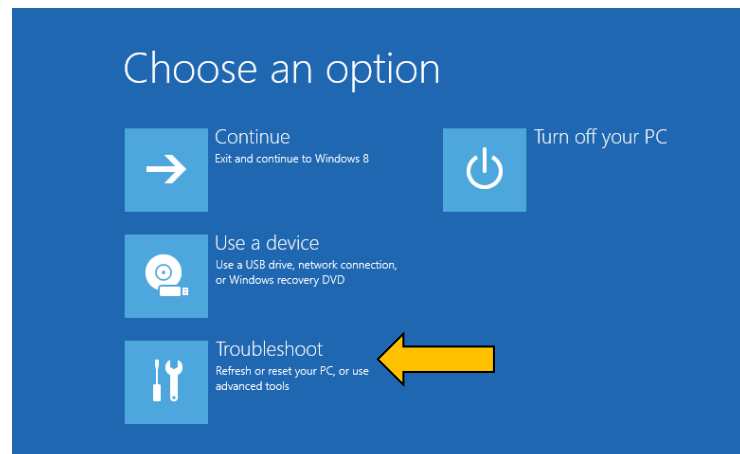 Choose an option
Continue
Exit and continue to Windows 8
Turn off your PC
Use a device
Use a USB drive, network connection,
or Windows recovery DVD
Troubleshoot
Refresh or reset your PC, or use
advanced tools